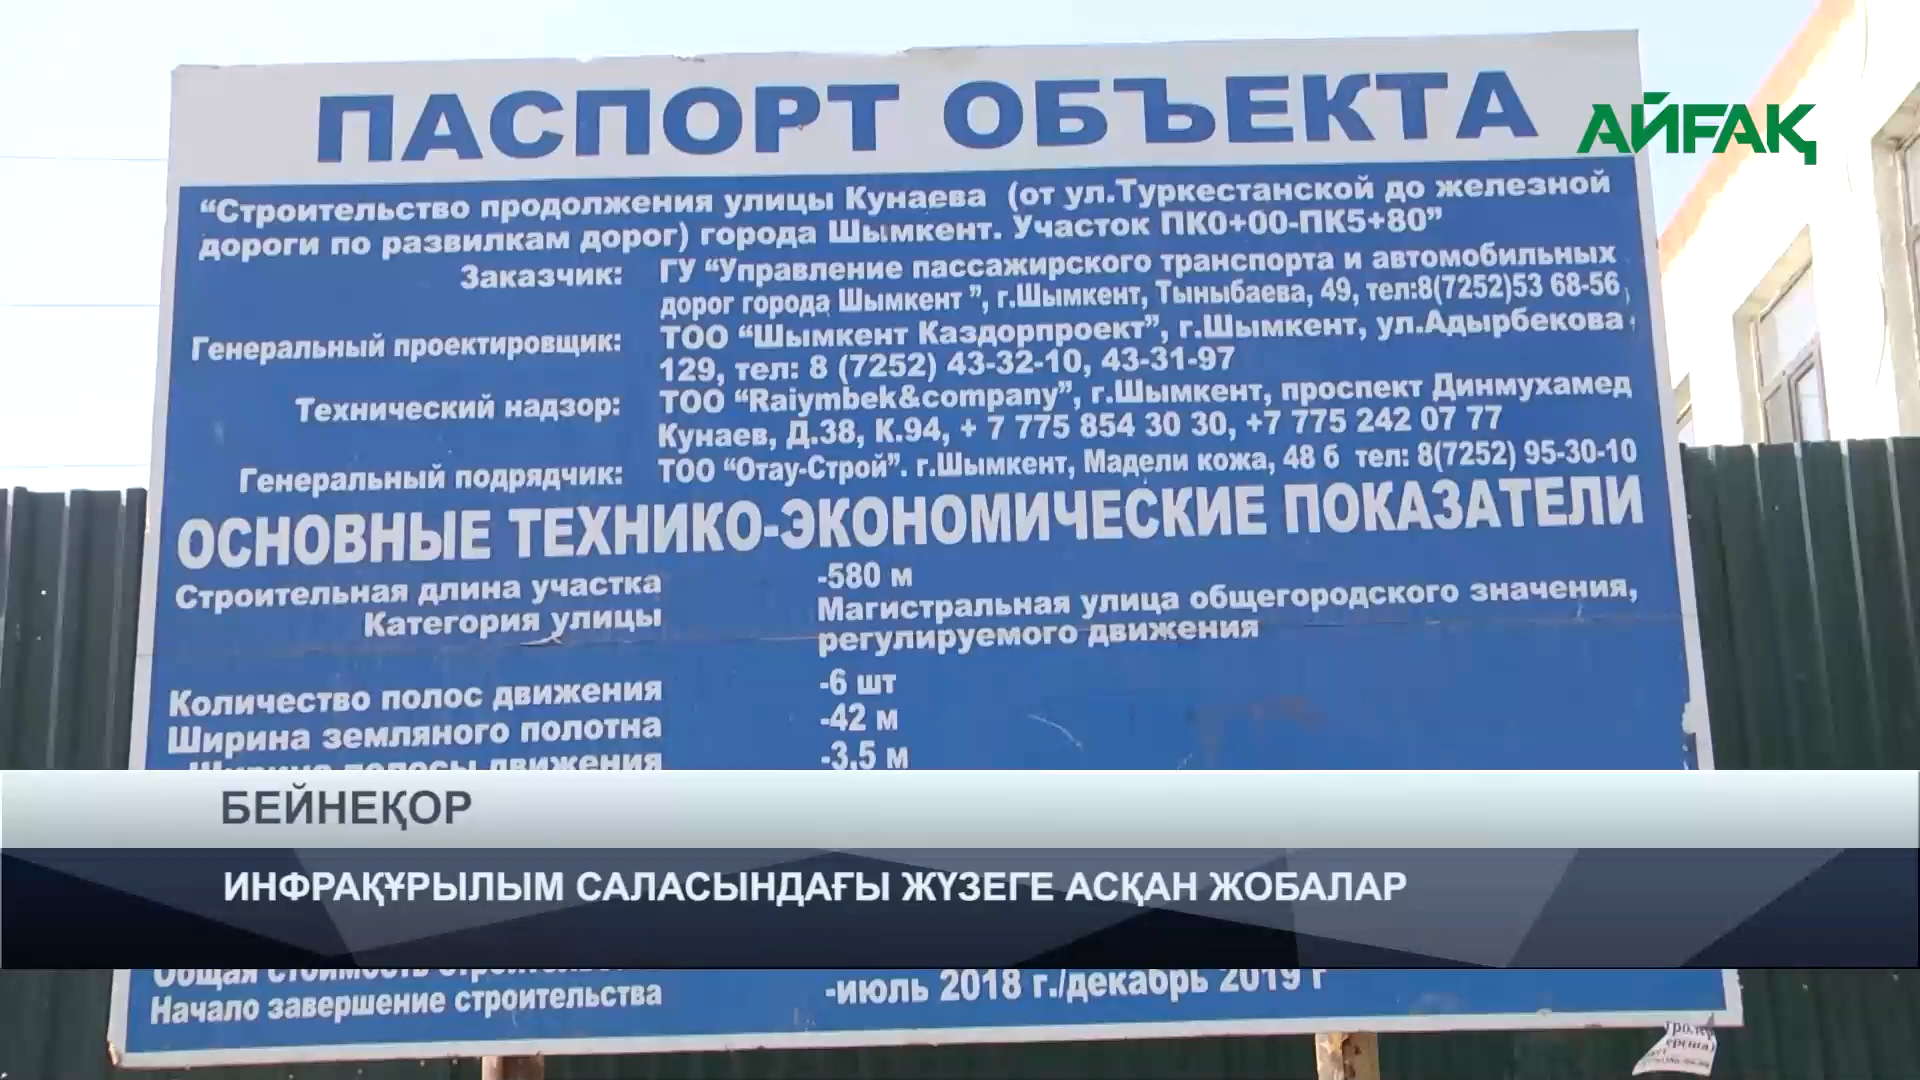 ПАСПОРТ ОБЪЕКТА
АЙҒАҚ
“Строительство продолжения улицы Кунаева (от ул.Туркестанской до железной
дороги по развилкам дорог) города Шымкент. Участок ПК0+00-ПК5+80”
Заказчик: ГУ “Управление пассажирского транспорта и автомобильных
дорог города Шымкент ”, г.Шымкент, Тыныбаева, 49, тел:8(7252)53 68-56
Генеральный проектировщик: ТОО “Шымкент Каздорпроект”, г.Шымкент, ул.Адырбекова
129, тел: 8 (7252) 43-32-10, 43-31-97
Технический надзор: ТОО “Raiymbek&company”, г.Шымкент, проспект Динмухамед
Кунаев, Д.38, К.94, + 7 775 854 30 30, +7 775 242 07 77
Генеральный подрядчик: ТОО “Отау-Строй”. г.Шымкент, Мадели кожа, 48 б тел: 8(7252) 95-30-10
ОСНОВНЫЕ ТЕХНИКО-ЭКОНОМИЧЕСКИЕ ПОКАЗАТЕЛИ
Строительная длина участка -580 м
Категория улицы Магистральная улица общегородского значения,
регулируемого движения
Количество полос движения -6 шт
Ширина земляного полотна -42 м
Ширина полосы движения -3,5 м
БЕЙНЕҚОР
ИНФРАҚҰРЫЛЫМ САЛАСЫНДАҒЫ ЖҮЗЕГЕ АСҚАН ЖОБАЛАР
Общая стоимость
Начало завершение строительства -июль 2018 г./декабрь 2019 г